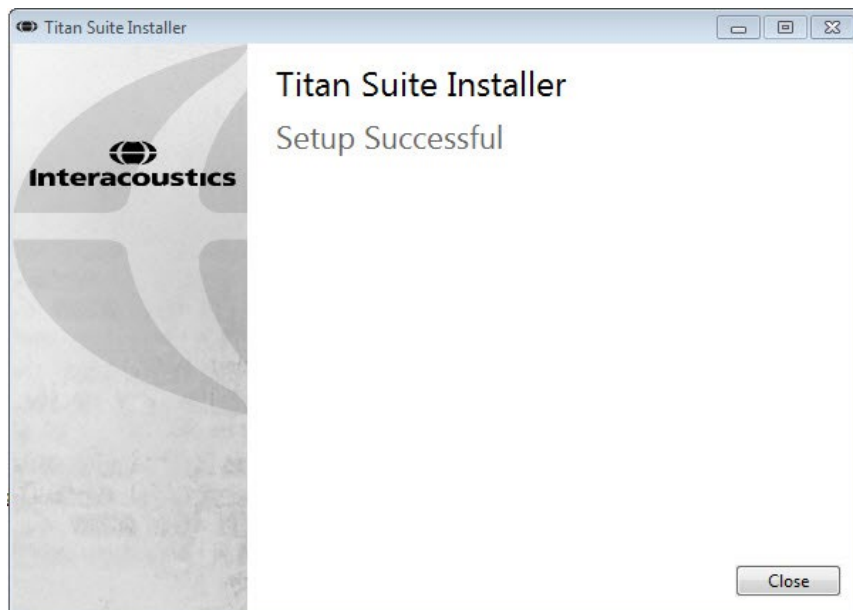 Titan Suite Installer
Interacoustics
Titan Suite Installer
Setup Successful
Close